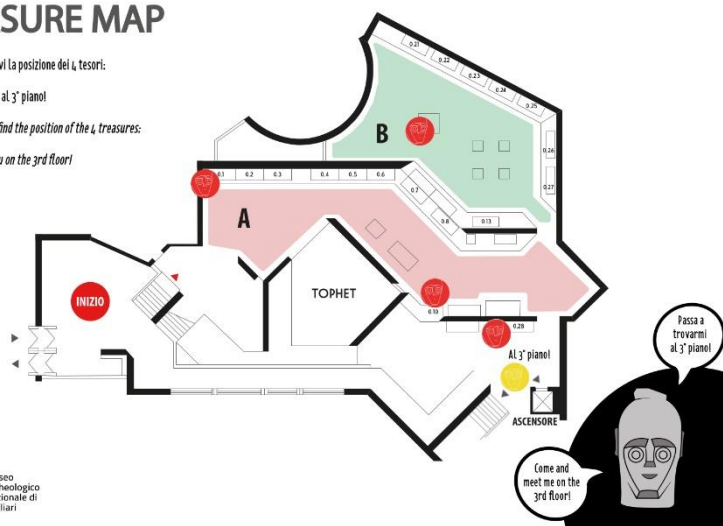 SURE MAP
vi la posizione dei 4 tesori:
al 3° piano!
find the position of the 4 treasures:
u on the 3rd floor!
0.21
0.22
0.23
0.24
0.25
B
0.26
0.27
0.1
0.2
0.3
0.4
0.5
0.6
0.7
0.8
0.13
A
TOPHET
INIZIO
0.10
0.28
Al 3° piano!
ASCENSORE
Passa a
trovarmi
al 3° piano!
Come and
meet me on the
3rd floor!
seo
heologico
ionale di
liari